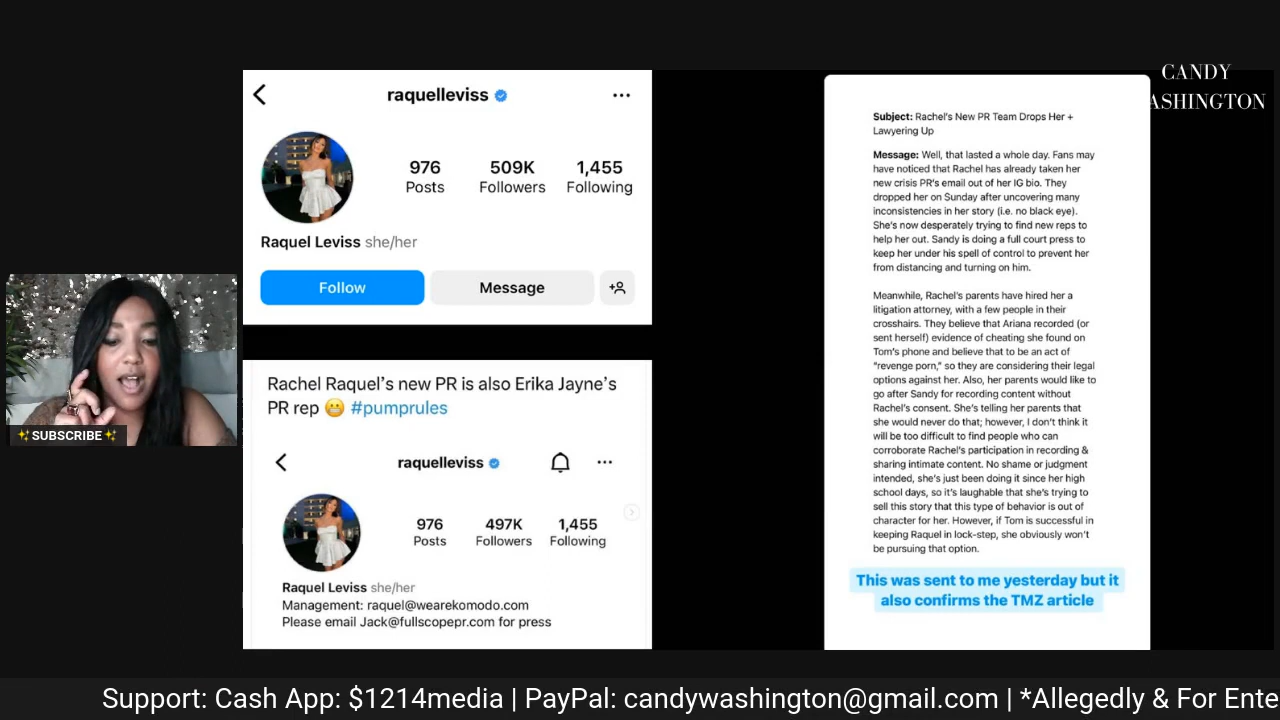 CANDY
ASHINGTON
raquelleviss
976
509K
1,455
Posts
Followers
Following
Raquel Leviss she/her
Follow
Message
Rachel Raquel's new PR is also Erika Jayne's
PR rep 😬 #pumprules
raquelleviss
976
497K
1,455
Posts
Followers
Following
Raquel Leviss she/her
Management: raquel@wearekomodo.com
Please email Jack@fullscopepr.com for press
Subject: Rachel's New PR Team Drops Her +
Lawyering Up
Message: Well, that lasted a whole day. Fans may
have noticed that Rachel has already taken her
new crisis PR's email out of her IG bio. They
dropped her on Sunday after uncovering many
inconsistencies in her story (i.e. no black eye).
She's now desperately trying to find new reps to
help her out. Sandy is doing a full court press to
keep her under his spell of control to prevent her
from distancing and turning on him.
Meanwhile, Rachel's parents have hired her a
litigation attorney, with a few people in their
crosshairs. They believe that Ariana recorded (or
sent herself) evidence of cheating she found on
Tom's phone and believe that to be an act of
"revenge porn," so they are considering their legal
options against her. Also, her parents would like to
go after Sandy for recording content without
Rachel's consent. She's telling her parents that
she would never do that; however, I don't think it
will be too difficult to find people who can
corroborate Rachel's participation in recording &
sharing intimate content. No shame or judgment
intended, she's just been doing it since her high
school days, so it's laughable that she's trying to
sell this story that this type of behavior is out of
character for her. However, if Tom is successful in
keeping Raquel in lock-step, she obviously won't
be pursuing that option.
This was sent to me yesterday but it
also confirms the TMZ article
✨SUBSCRIBE✨
Support: Cash App: $1214media | PayPal: candywashington@gmail.com | *Allegedly & For Ente